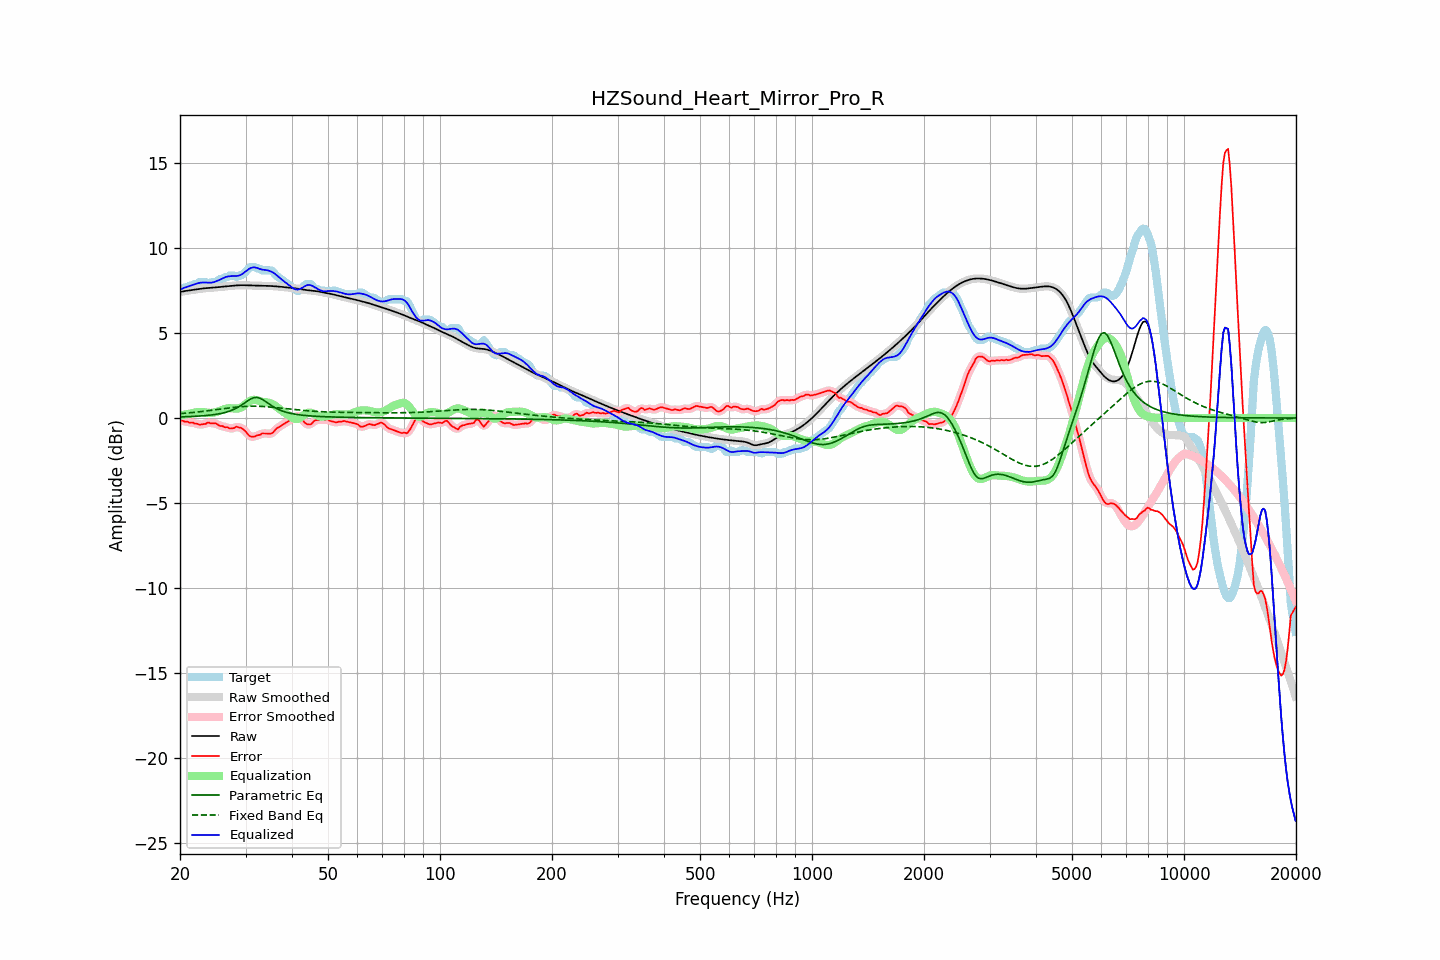 HZSound_Heart_Mirror_Pro_R
Amplitude (dBr)
15
10
5
0
−5
−10
−15
−20
−25
Target
Raw Smoothed
Error Smoothed
Raw
Error
Equalization
Parametric Eq
Fixed Band Eq
Equalized
20 50 100 200 500 1000 2000 5000 10000 20000
Frequency (Hz)